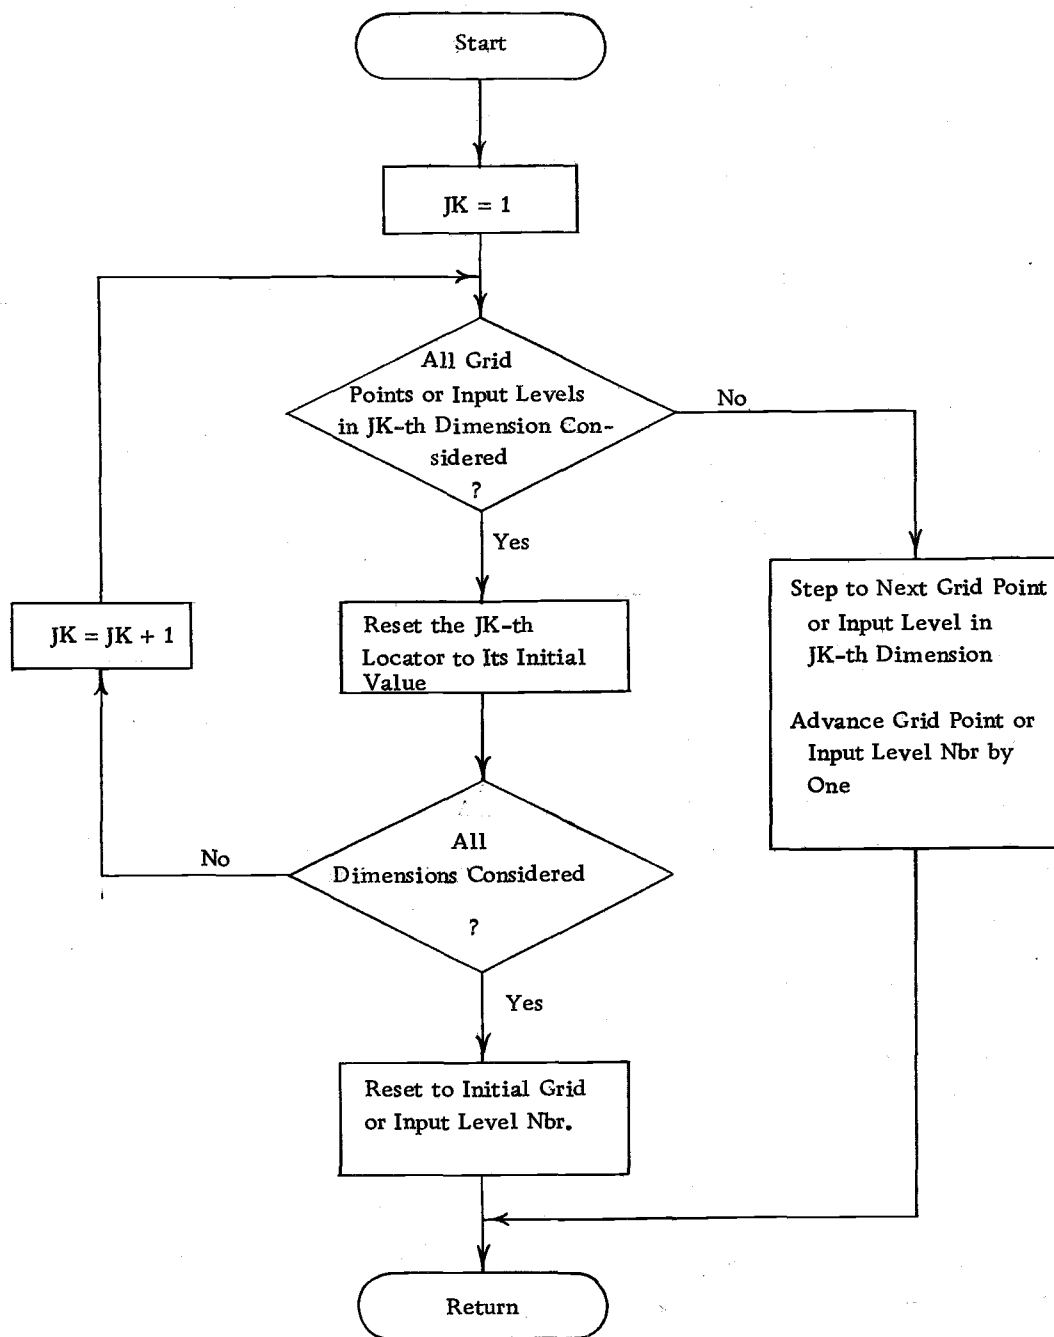 Start
JK = 1
All Grid
Points or Input Levels
in JK-th Dimension Con-
sidered
?
No
Yes
Step to Next Grid Point
or Input Level in
JK-th Dimension
Advance Grid Point or
Input Level Nbr by
One
JK = JK + 1
Reset the JK-th
Locator to Its Initial
Value
All
Dimensions Considered
?
No
Yes
Reset to Initial Grid
or Input Level Nbr.
Return